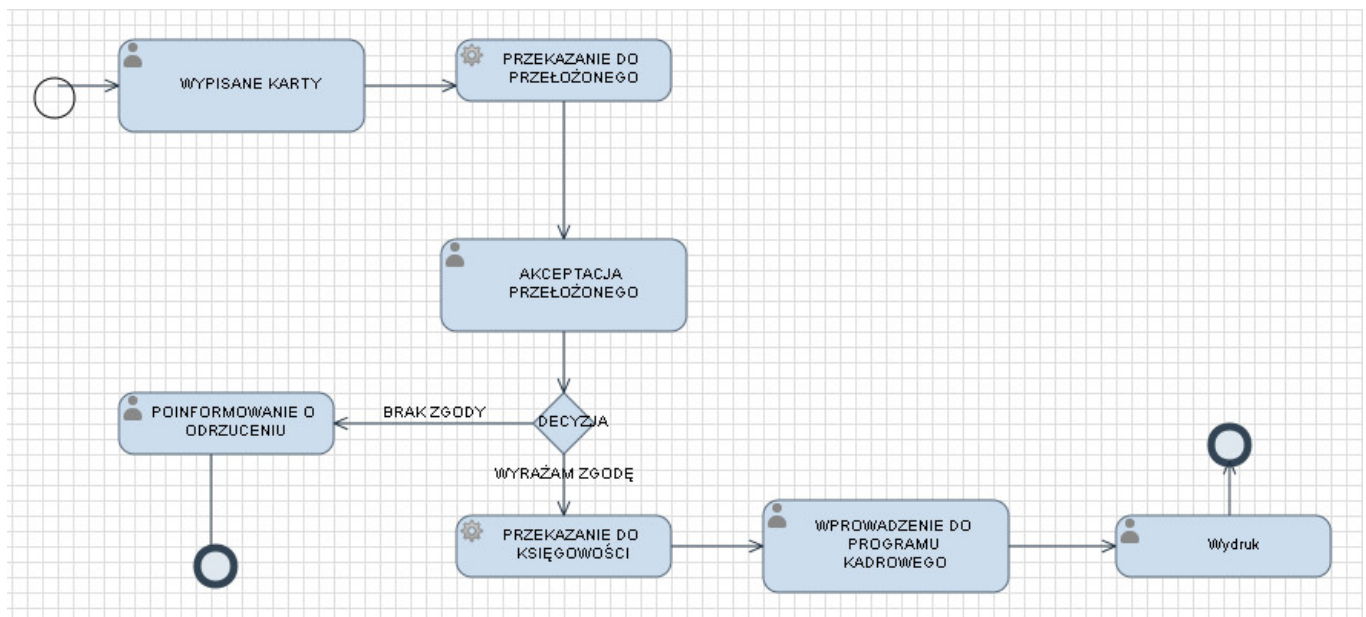 WYPISANE KARTY
PRZEKAZANIE DO
PRZEŁOŻONEGO
AKCEPTACJA
PRZEŁOŻONEGO
DECYZJA
BRAK ZGODY
POINFORMOWANIE O
ODRZUCENIU
WYRAŻAM ZGODĘ
PRZEKAZANIE DO
KSIĘGOWOŚCI
WPROWADZENIE DO
PROGRAMU
KADROWEGO
Wydruk